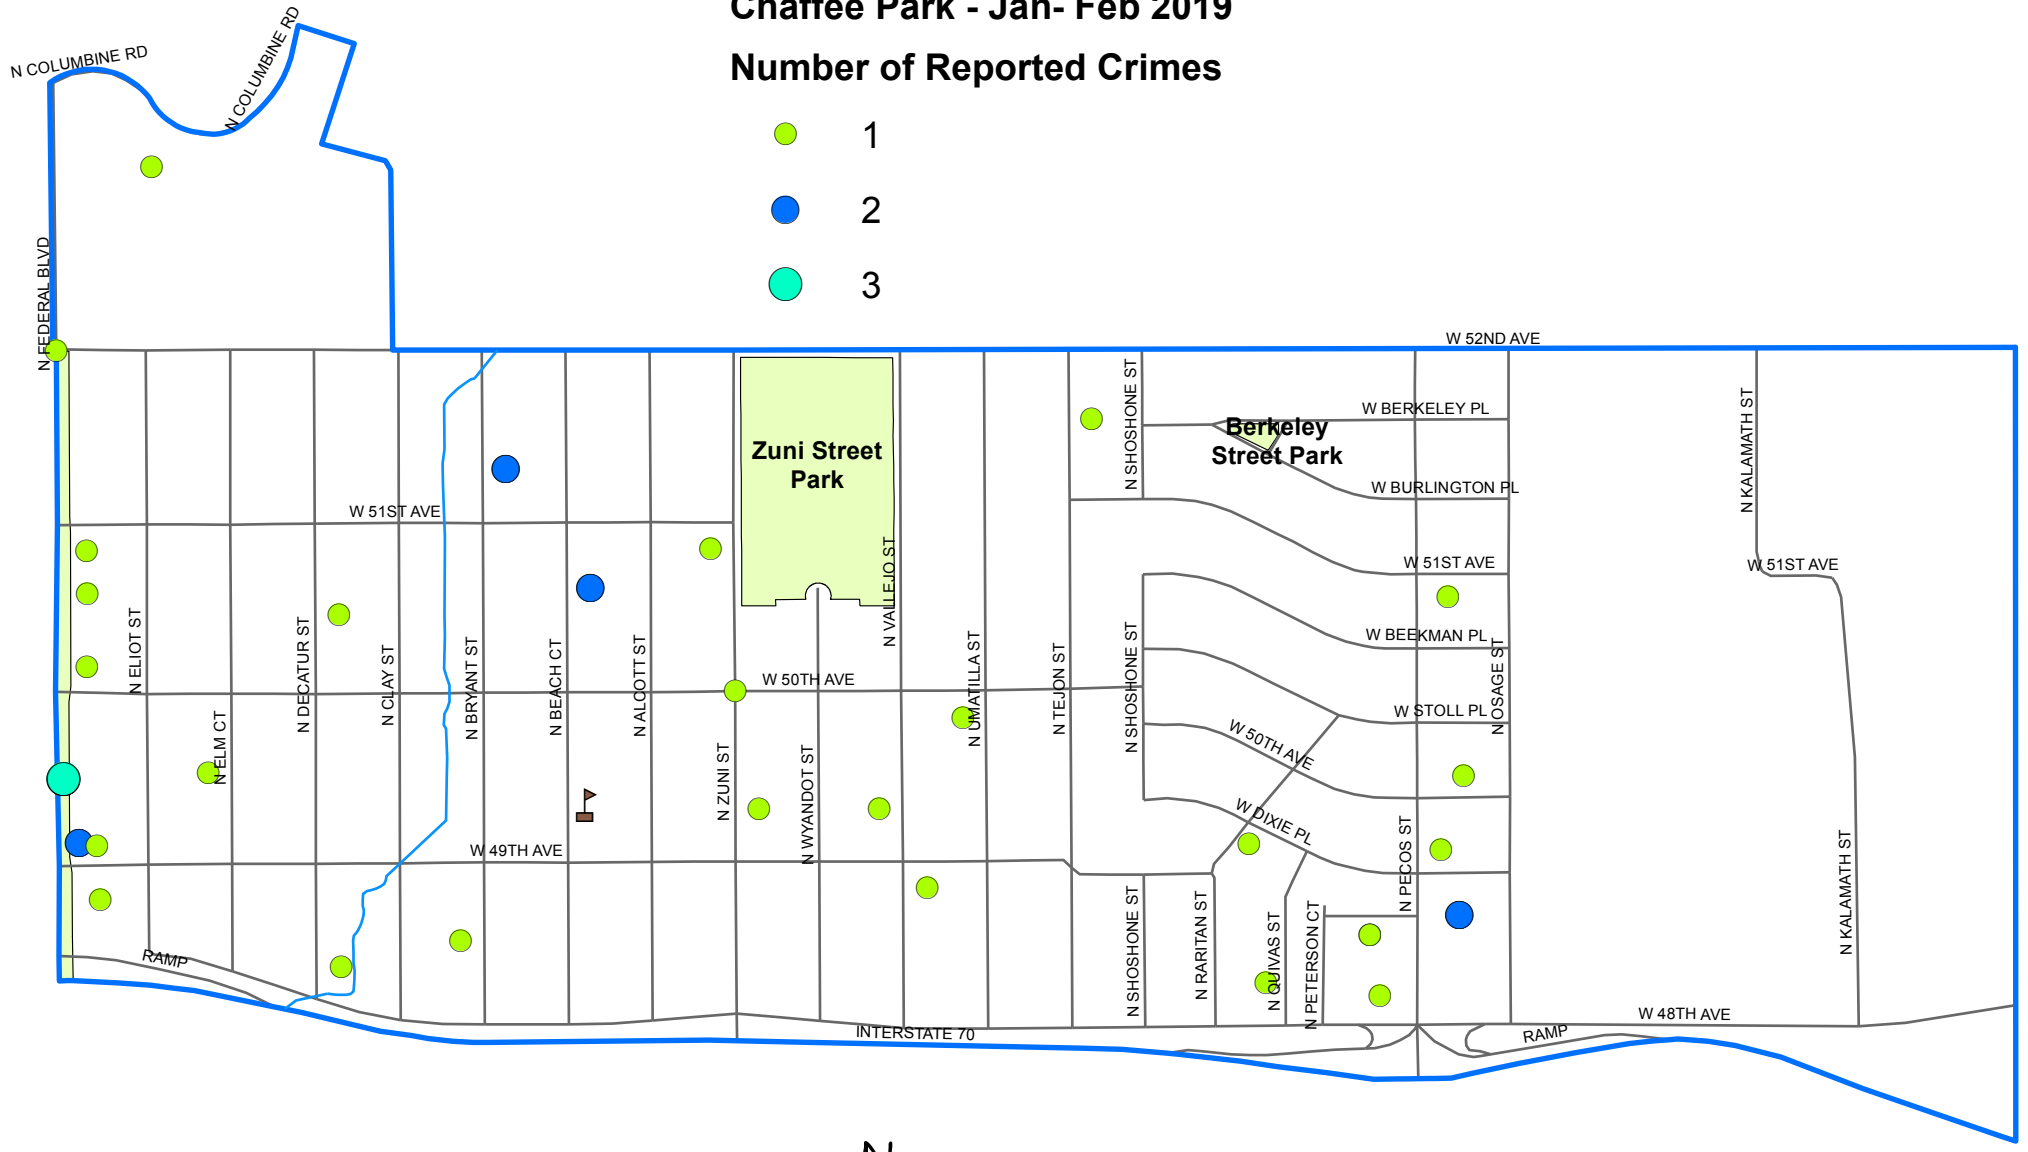 Chaffee Park - Jan- Feb 2019
Number of Reported Crimes
1
2
3
N COLUMBINE RD
N COLUMBINE RD
N FEDERAL BLVD
W 52ND AVE
N SHOSHONE ST
W BERKELEY PL
Berkeley
Street Park
N KALAMATH ST
Zuni Street
Park
W BURLINGTON PL
W 51ST AVE
W 51ST AVE
W 51ST AVE
N VALLEJO ST
N ELIOT ST
N DECATUR ST
N CLAY ST
N BRYANT ST
N BEACH CT
N ALCOTT ST
N UMATILLA ST
N TEJON ST
N SHOSHONE ST
W BEEKMAN PL
N OSAGE ST
W 50TH AVE
W STOLL PL
W 50TH AVE
N ELM CT
N ZUNI ST
N WYANDOT ST
W DIXIE PL
N PECOS ST
W 49TH AVE
N KALAMATH ST
N SHOSHONE ST
N RARITAN ST
N QUIVAS ST
N PETERSON CT
RAMP
INTERSTATE 70
W 48TH AVE
RAMP
N